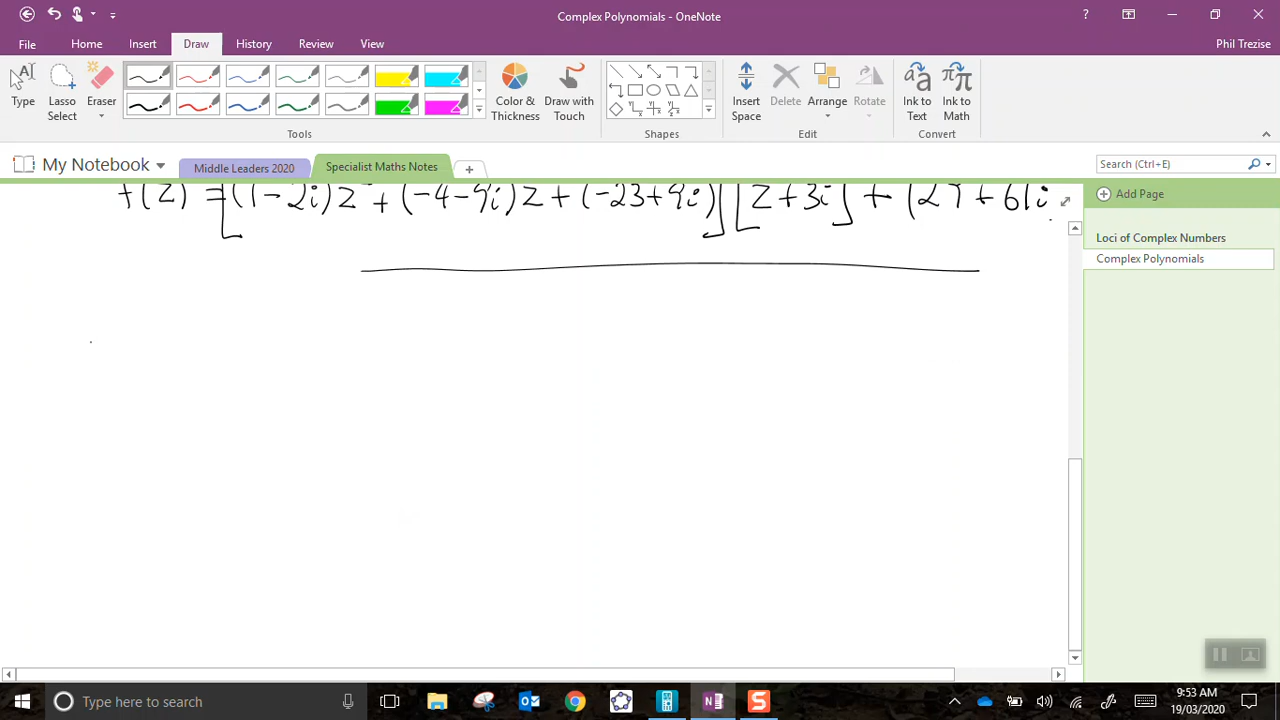 Complex Polynomials - OneNote
?
File
Home
Insert
Draw
History
Review
View
Phil Trezise
Type
Lasso
Select
Eraser
Color &
Thickness
Draw with
Touch
Insert
Space
Delete
Arrange
Rotate
Ink to
Text
Ink to
Math
Tools
Shapes
Edit
Convert
My Notebook
Middle Leaders 2020
Specialist Maths Notes
Search (Ctrl+E)
Add Page
Loci of Complex Numbers
Complex Polynomials
f(z) = [(1-2i)z² + (-4-9i)z + (-23+9i)][z+3i] + (27+61i
Type here to search
9:53 AM
19/03/2020